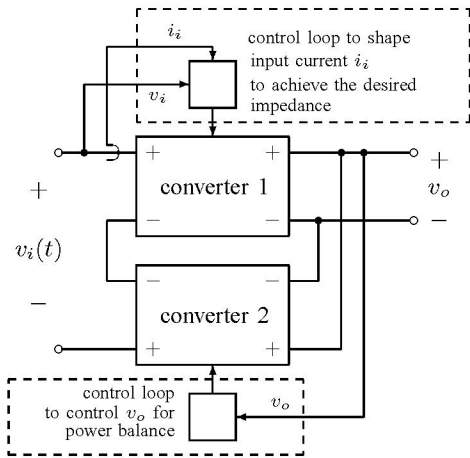 i_i
control loop to shape
input current i_i
to achieve the desired
impedance
v_i
+ +
+
converter 1
+
v_o
− −
−
v_i(t)
− −
converter 2
−
+ +
control loop
to control v_o for
power balance
v_o